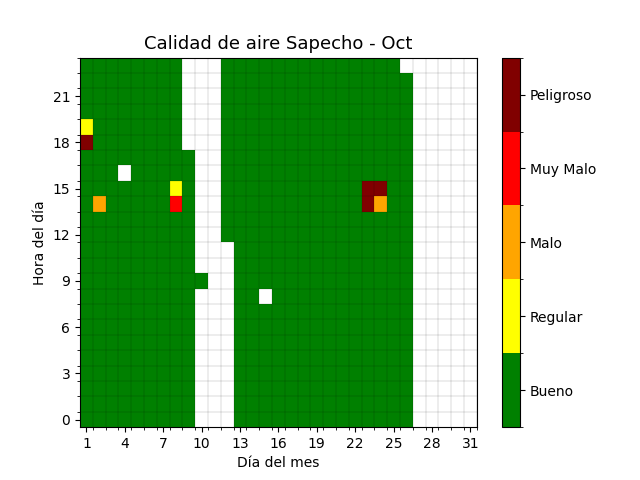 Calidad de aire Sapecho - Oct
21
18
15
12
9
6
3
0
Hora del día
1 4 7 10 13 16 19 22 25 28 31
Día del mes
Peligroso
Muy Malo
Malo
Regular
Bueno